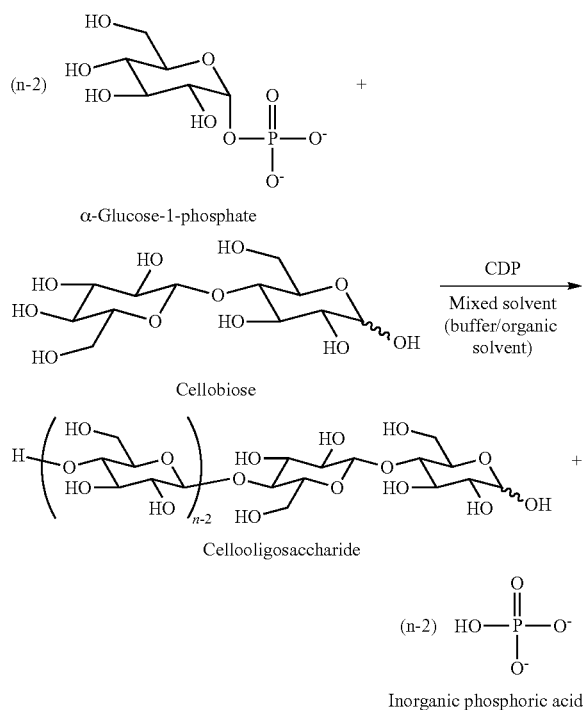 HO
HO
HO
HO
O
O
P
O
O⁻
O⁻
(n-2)
+
α-Glucose-1-phosphate
HO
HO
HO
HO
O
O
HO
HO
HO
O
OH
Cellobiose
CDP
Mixed solvent
(buffer/organic
solvent)
H
O
HO
HO
HO
O
n-2
O
HO
HO
HO
O
O
HO
HO
HO
O
OH
+
Cellooligosaccharide
(n-2)
HO
P
O
O⁻
O⁻
Inorganic phosphoric acid